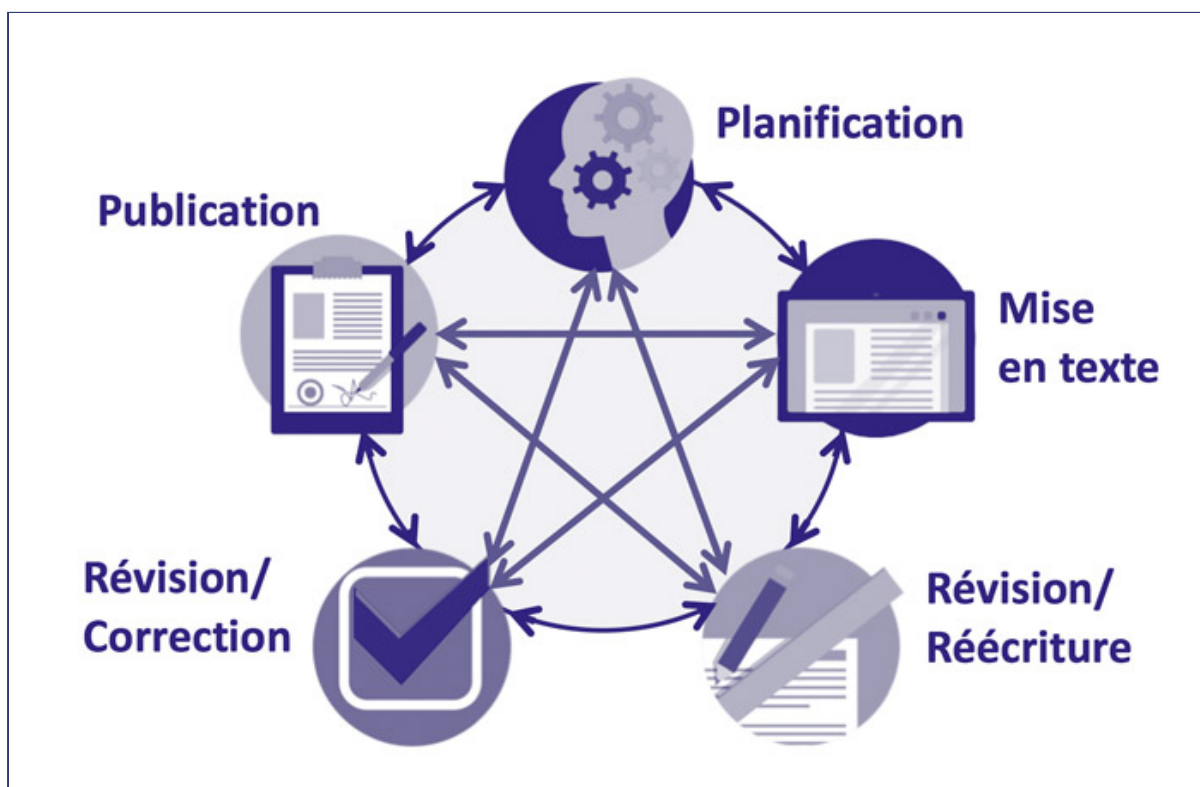 Planification
Publication
Mise
en texte
Révision/
Correction
Révision/
Réécriture